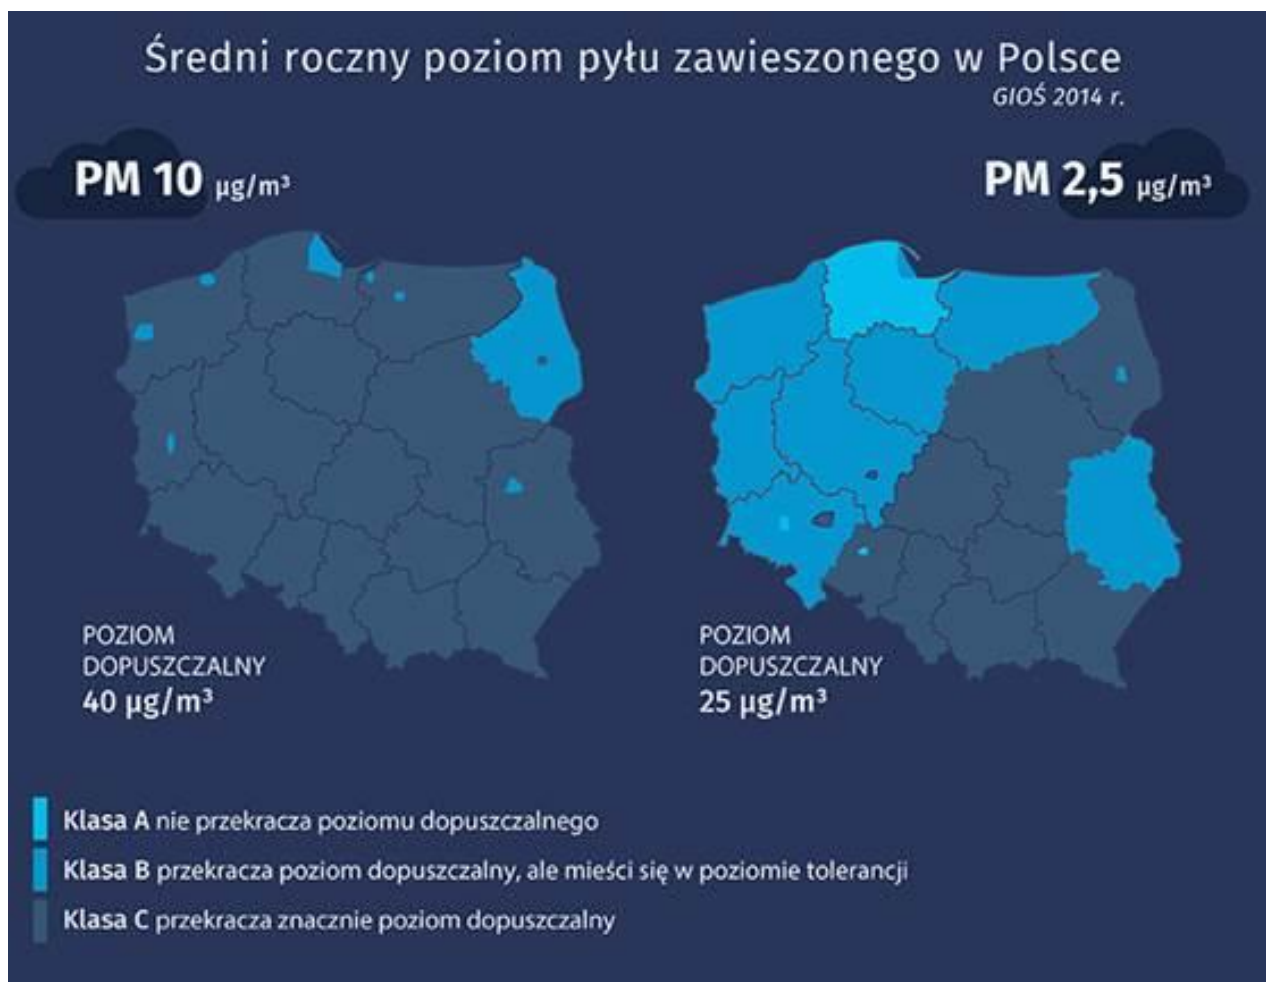 Średni roczny poziom pyłu zawieszonego w Polsce
GIOŚ 2014 r.
PM 10 µg/m³
PM 2,5 µg/m³
POZIOM
DOPUSZCZALNY
40 µg/m³
POZIOM
DOPUSZCZALNY
25 µg/m³
Klasa A nie przekracza poziomu dopuszczalnego
Klasa B przekracza poziom dopuszczalny, ale mieści się w poziomie tolerancji
Klasa C przekracza znacznie poziom dopuszczalny